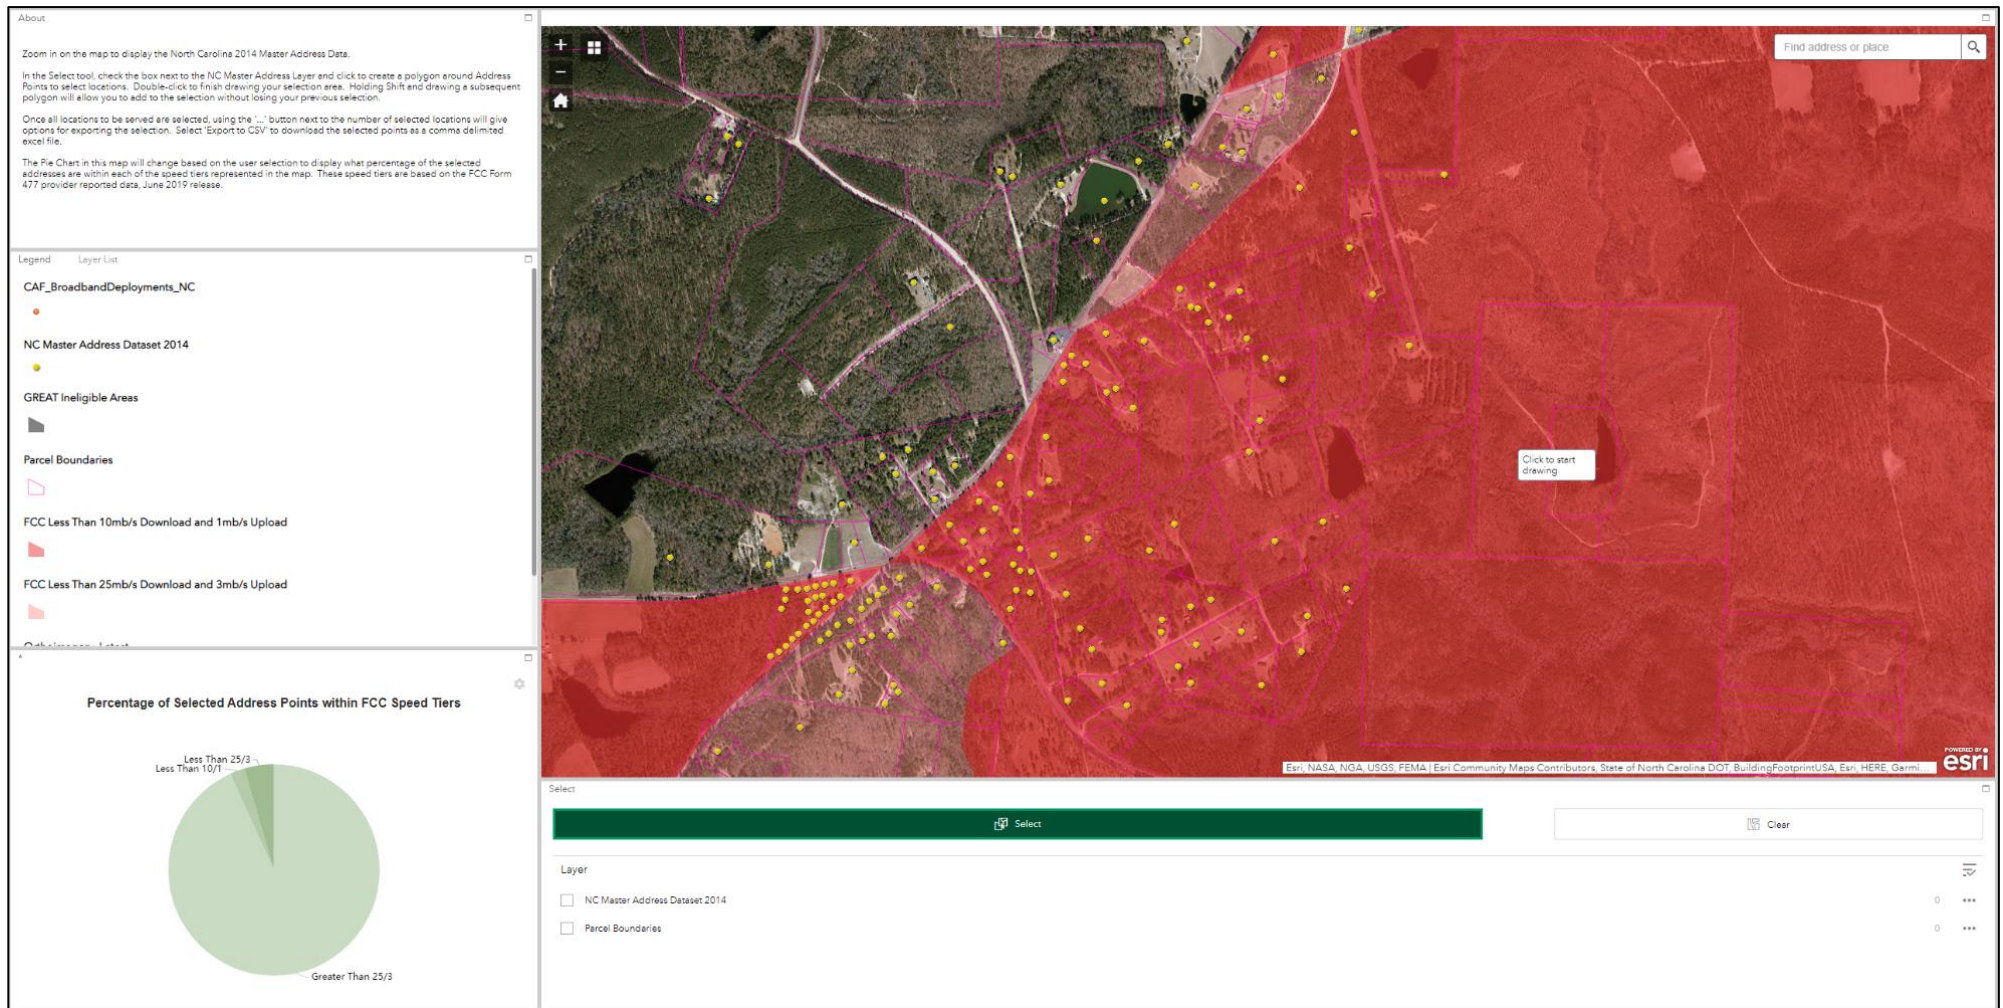 About
Zoom in on the map to display the North Carolina 2014 Master Address Data.
In the Select tool, check the box next to the NC Master Address Layer and click to create a polygon around Address
Points to select locations. Double-click to finish drawing your selection area. Holding Shift and drawing a subsequent
polygon will allow you to add to the selection without losing your previous selection.
Once all locations to be served are selected, using the '...' button next to the number of selected locations will give
options for exporting the selection. Select 'Export to CSV' to download the selected points as a comma delimited
excel file.
The Pie Chart in this map will change based on the user selection to display what percentage of the selected
addresses are within each of the speed tiers represented in the map. These speed tiers are based on the FCC Form
477 provider reported data, June 2019 release.
Legend Layer List
CAF_BroadbandDeployments_NC
NC Master Address Dataset 2014
GREAT Ineligible Areas
Parcel Boundaries
FCC Less Than 10mb/s Download and 1mb/s Upload
FCC Less Than 25mb/s Download and 3mb/s Upload
*
Percentage of Selected Address Points within FCC Speed Tiers
Less Than 25/3
Less Than 10/1
Greater Than 25/3
+
−
Find address or place
Click to start
drawing
Esri, NASA, NGA, USGS, FEMA | Esri Community Maps Contributors, State of North Carolina DOT, BuildingFootprintUSA, Esri, HERE, Garmi...
POWERED BY
esri
Select
Select
Clear
Layer
NC Master Address Dataset 2014 0 •••
Parcel Boundaries 0 •••